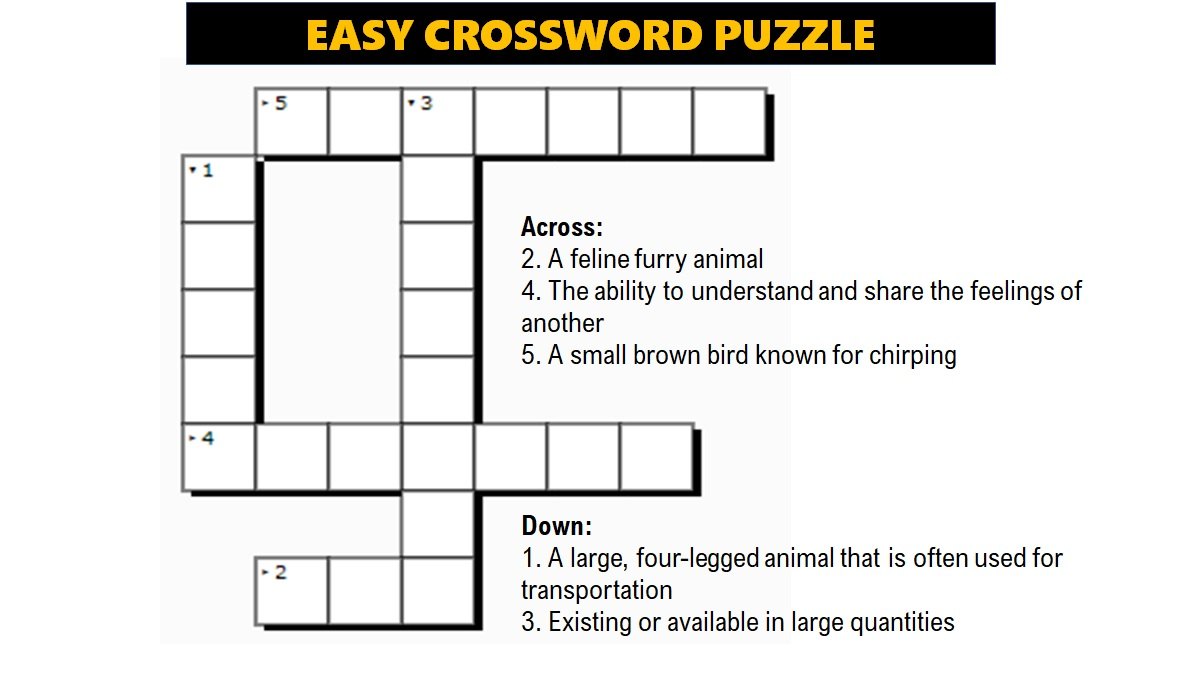 EASY CROSSWORD PUZZLE
5
3
1
Across:
2. A feline furry animal
4. The ability to understand and share the feelings of
another
5. A small brown bird known for chirping
4
Down:
1. A large, four-legged animal that is often used for
transportation
3. Existing or available in large quantities
2